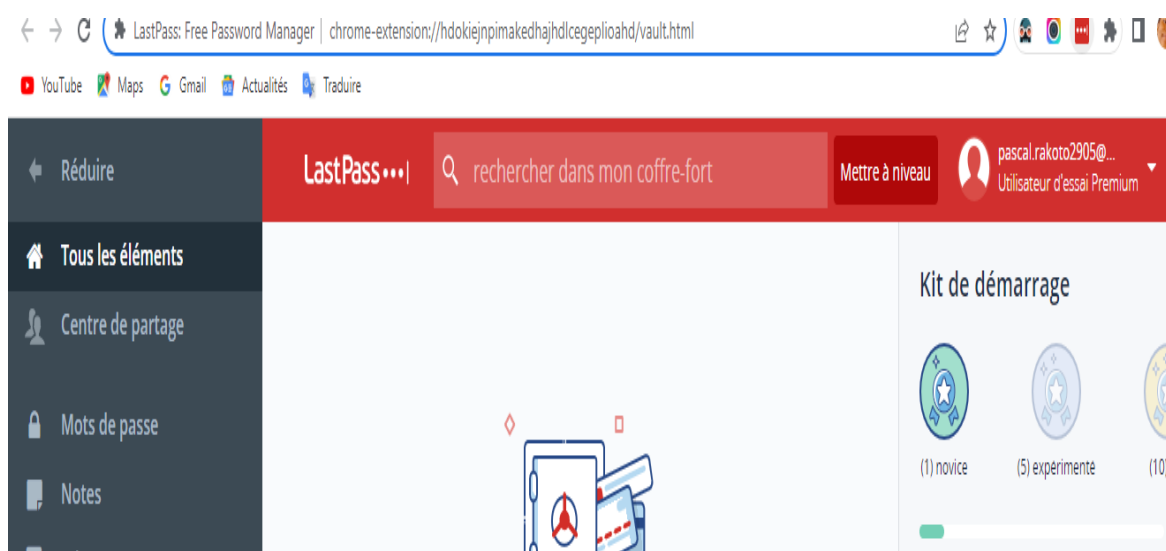 LastPass: Free Password Manager | chrome-extension://hdokiejnpimakedhajhdlcegeplioahd/vault.html
YouTube Maps Gmail Actualités Traduire
Réduire
LastPass
rechercher dans mon coffre-fort
Mettre à niveau
pascal.rakoto2905@...
Utilisateur d'essai Premium
Tous les éléments
Centre de partage
Mots de passe
Notes
Kit de démarrage
(1) novice
(5) expérimenté
(10)